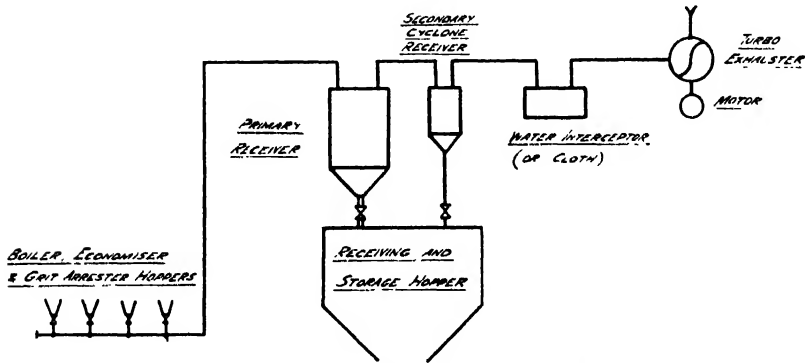 SECONDARY
CYCLONE
RECEIVER
TURBO
EXHAUSTER
MOTOR
PRIMARY
RECEIVER
WATER INTERCEPTOR
(OR CLOTH)
BOILER, ECONOMISER
& GRIT ARRESTER HOPPERS
RECEIVING AND
STORAGE HOPPER